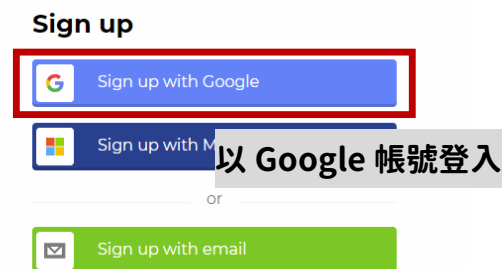 Sign up
Sign up with Google
Sign up with M
以 Google 帳號登入
or
Sign up with email